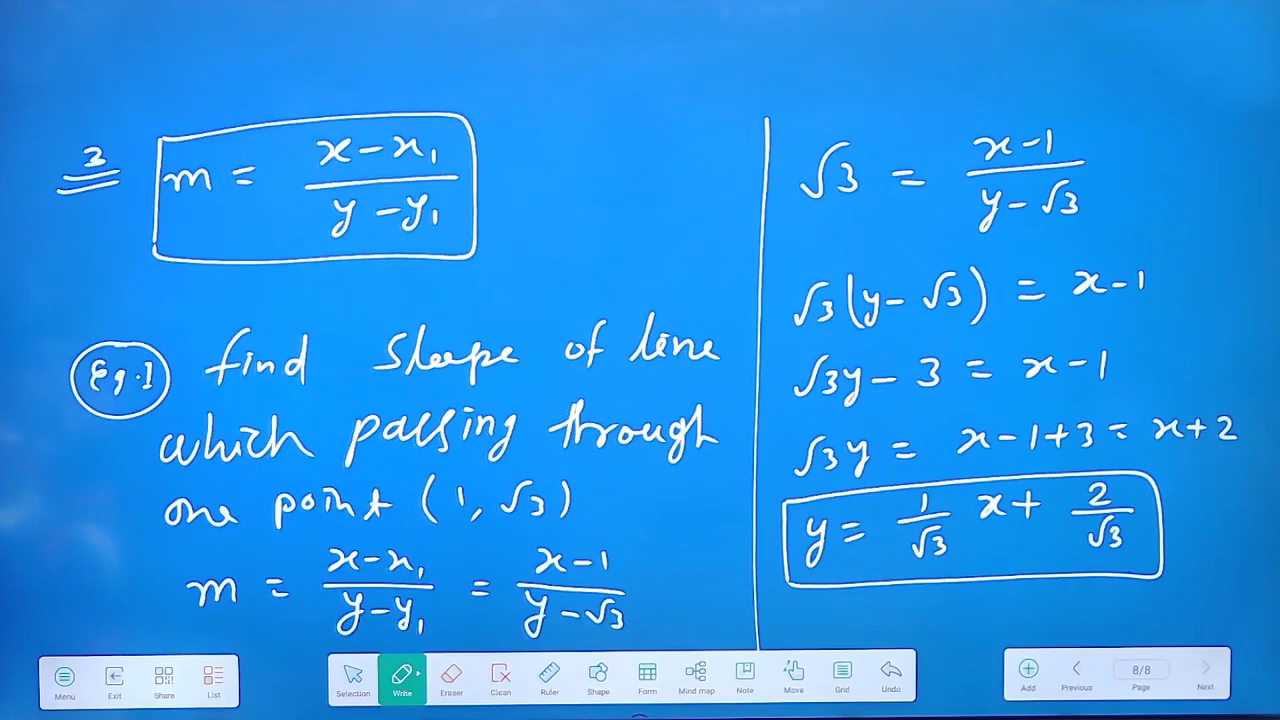 3
m = (x-x₁)/(y-y₁)
Eg.1 find Sloope of line
which passing through
one point (1, √3)
m = (x-x₁)/(y-y₁) = (x-1)/(y-√3)
√3 = (x-1)/(y-√3)
√3(y-√3) = x-1
√3y-3 = x-1
√3y = x-1+3 = x+2
y = 1/√3 x + 2/√3
Menu Exit Share List
Selection Write Eraser Clean Ruler Shape Form Mind map Note Move Grid Undo
Add Previous 8/8 Page Next